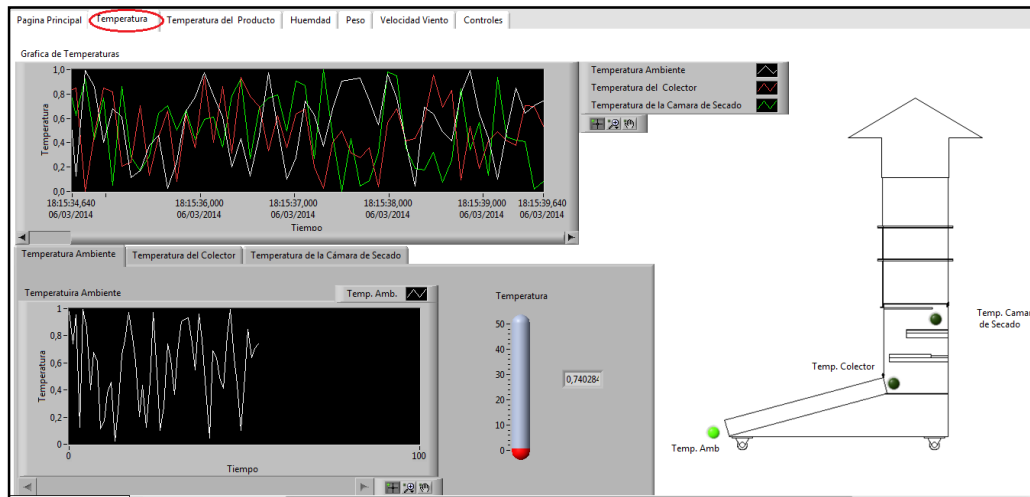 Pagina Principal Temperatura Temperatura del Producto Huemdad Peso Velocidad Viento Controles
Grafica de Temperaturas
Temperatura
1,0
0,8
0,6
0,4
0,2
0,0
18:15:34,640 18:15:36,000 18:15:37,000 18:15:38,000 18:15:39,000 18:15:39,640
06/03/2014 06/03/2014 06/03/2014 06/03/2014 06/03/2014 06/03/2014
Tiempo
Temperatura Ambiente
Temperatura del Colector
Temperatura de la Camara de Secado
Temperatura Ambiente Temperatura del Colector Temperatura de la Cámara de Secado
Temperatuira Ambiente
Temp. Amb.
Temperatura
1
0,8
0,6
0,4
0,2
0
0 100
Tiempo
Temperatura
50
40
30
20
10
0
0,740284
Temp. Camar
de Secado
Temp. Colector
Temp. Amb